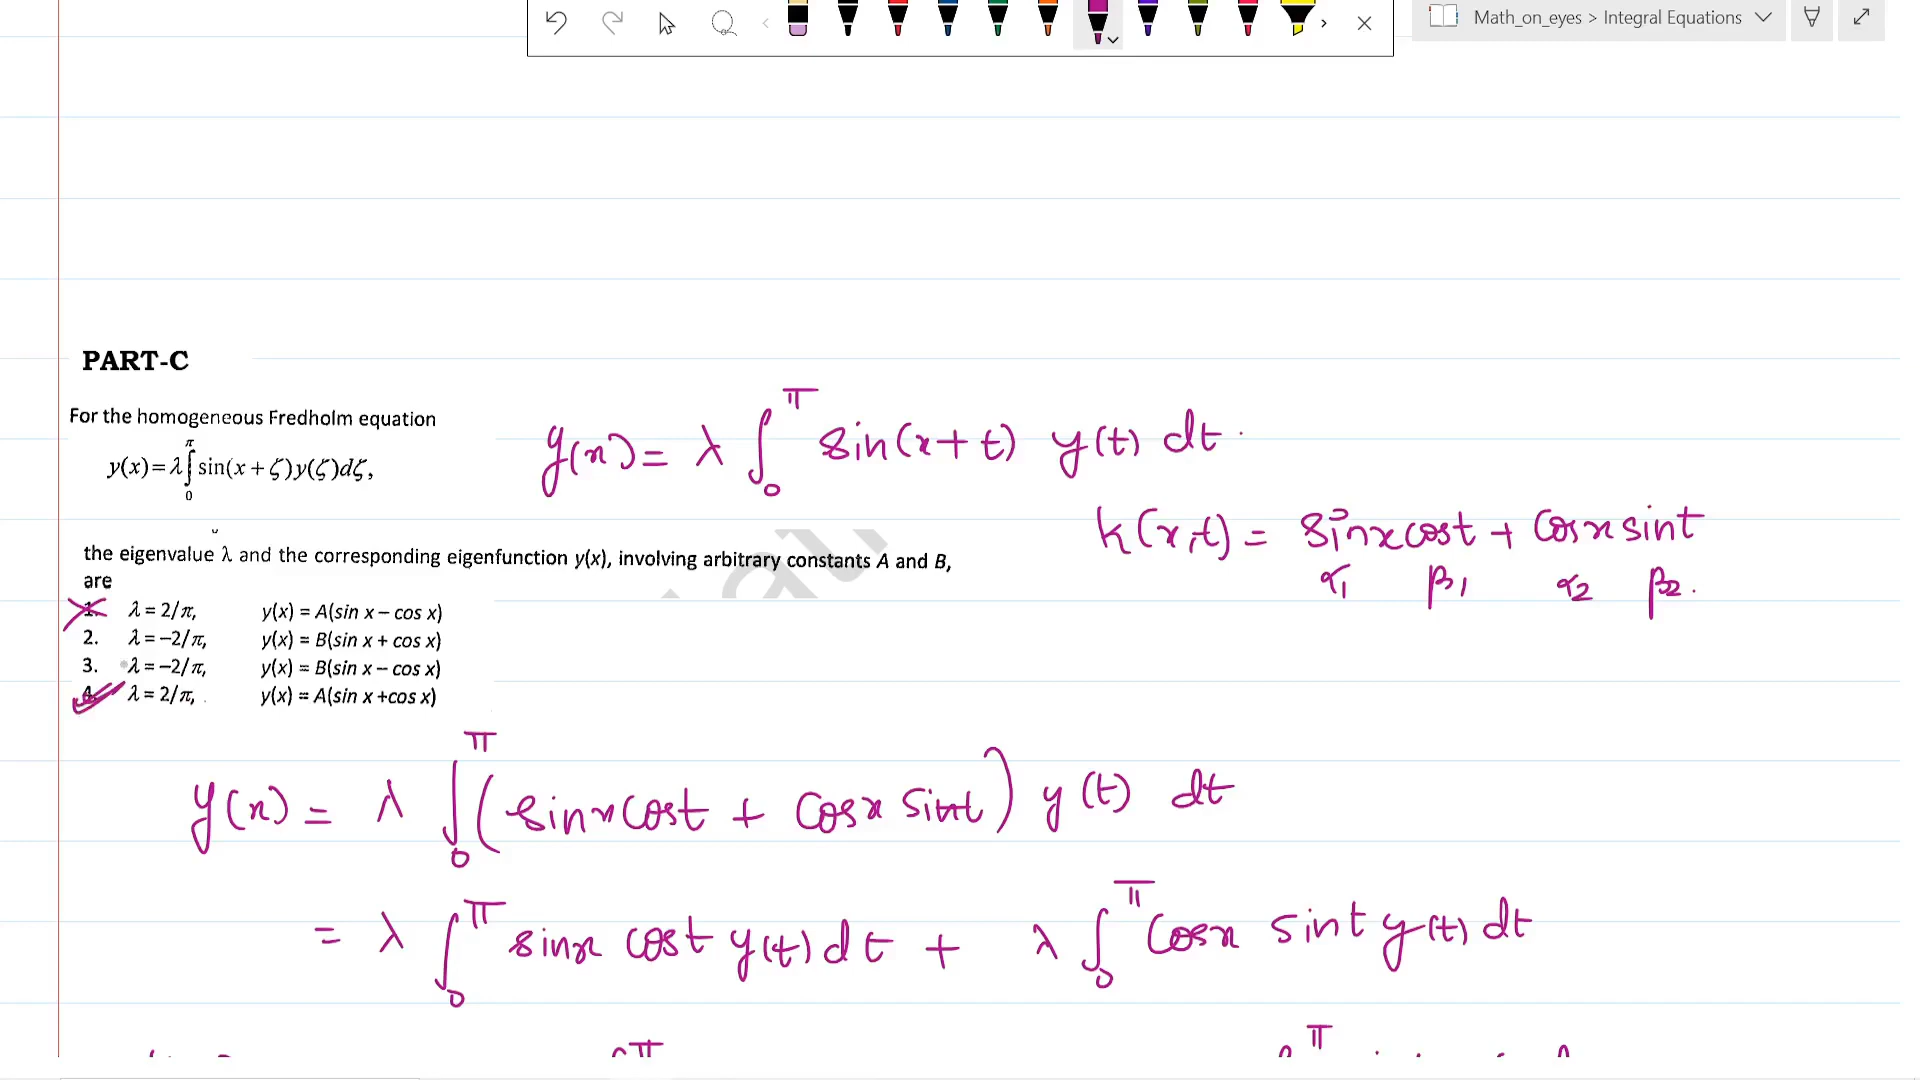 Math_on_eyes > Integral Equations
PART-C
For the homogeneous Fredholm equation
y(x)=λ∫₀^π sin(x+ζ)y(ζ)dζ,
the eigenvalue λ and the corresponding eigenfunction y(x), involving arbitrary constants A and B,
are
1. λ = 2/π, y(x) = A(sin x – cos x)
2. λ = –2/π, y(x) = B(sin x + cos x)
3. λ = –2/π, y(x) = B(sin x – cos x)
4. λ = 2/π, y(x) = A(sin x +cos x)
y(x) = λ ∫₀^π sin(x+t) y(t) dt.
k(x,t) = sinx cost + cosx sint
α₁ β₁ α₂ β₂.
y(x) = λ ∫₀^π (sinx cost + cosx sint) y(t) dt
= λ ∫₀^π sinx cost y(t) dt + λ ∫₀^π cosx sint y(t) dt
π π